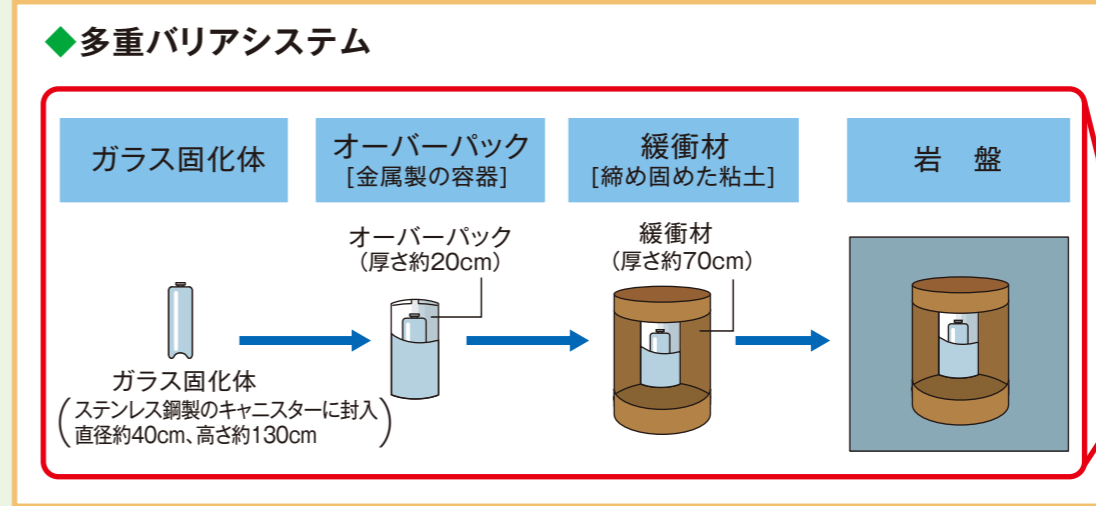 ◆多重バリアシステム
ガラス固化体
オーバーパック
[金属製の容器]
緩衝材
[締め固めた粘土]
岩 盤
オーバーパック
(厚さ約20cm)
緩衝材
(厚さ約70cm)
ガラス固化体
(ステンレス鋼製のキャニスターに封入
直径約40cm、高さ約130cm)